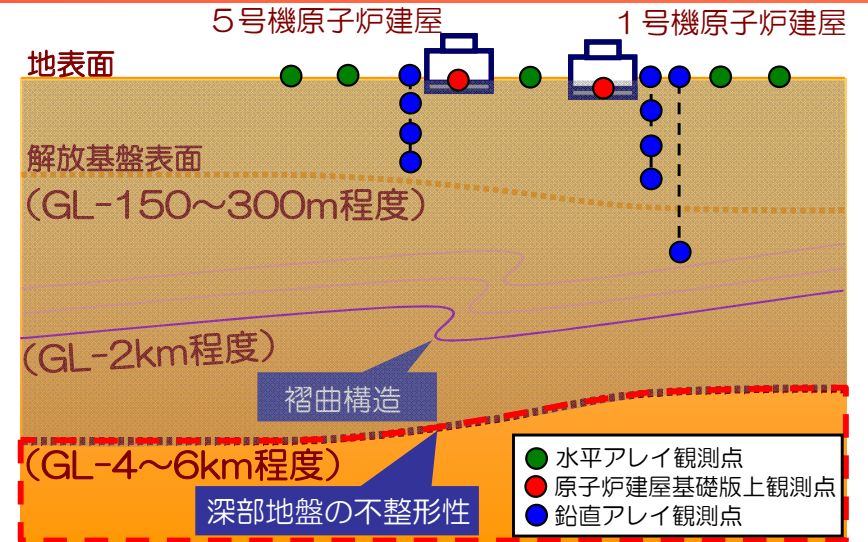 ５号機原子炉建屋
１号機原子炉建屋
地表面
解放基盤表面
(GL-150～300m程度)
(GL-2km程度)
褶曲構造
(GL-4～6km程度)
深部地盤の不整形性
水平アレイ観測点
原子炉建屋基礎版上観測点
鉛直アレイ観測点